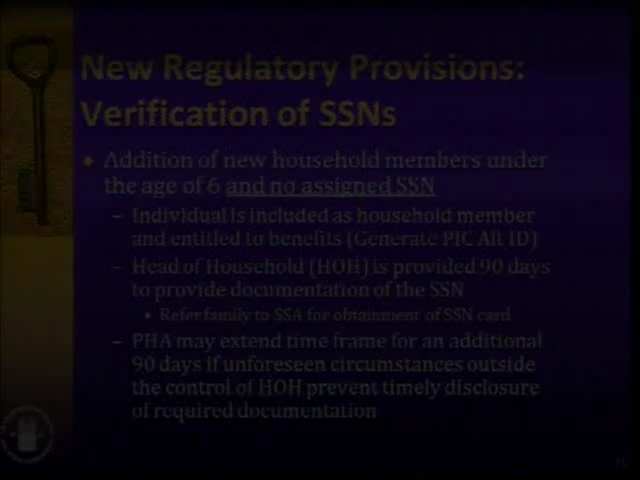 New Regulatory Provisions:
Verification of SSNs
• Addition of new household members under
the age of 6 and no assigned SSN
– Individual is included as household member
and entitled to benefits (Generate PIC Alt ID)
– Head of Household (HOH) is provided 90 days
to provide documentation of the SSN
• Refer family to SSA for obtainment of SSN card
– PHA may extend time frame for an additional
90 days if unforeseen circumstances outside
the control of HOH prevent timely disclosure
of required documentation